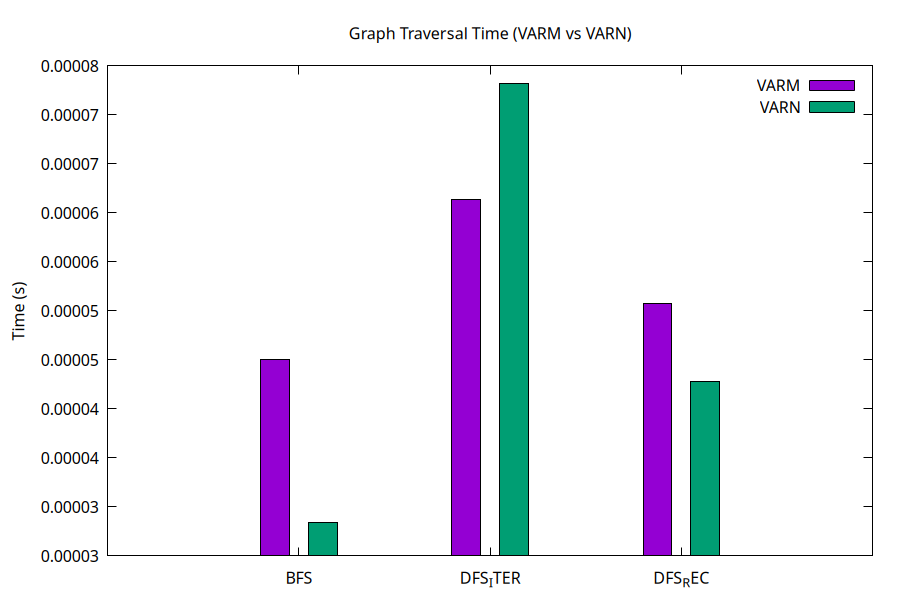 Graph Traversal Time (VARM vs VARN)
VARM
VARN
0.00008
0.00007
0.00007
0.00006
0.00006
0.00005
0.00005
0.00004
0.00004
0.00003
0.00003
Time (s)
BFS DFSITER DFSREC